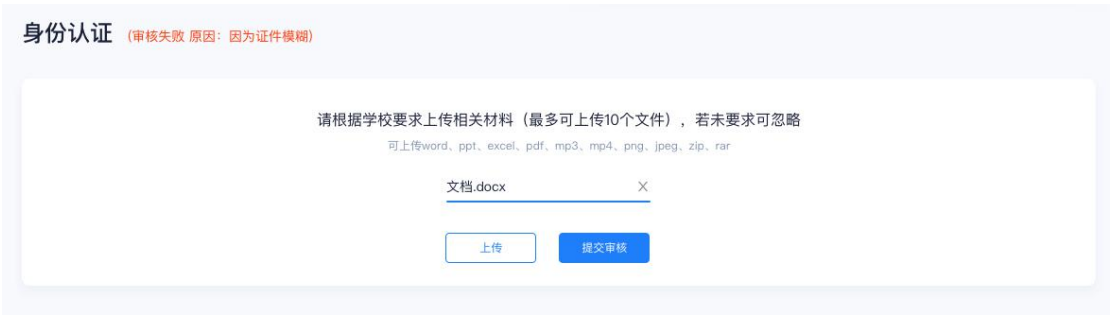 身份认证 (审核失败 原因：因为证件模糊)
请根据学校要求上传相关材料（最多可上传10个文件），若未要求可忽略
可上传word、ppt、excel、pdf、mp3、mp4、png、jpeg、zip、rar
文档.docx
上传 提交审核